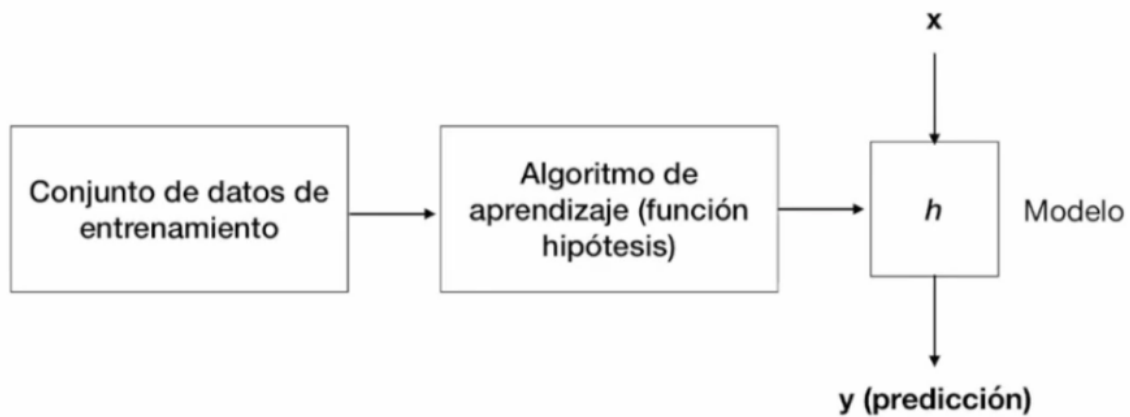 x
Conjunto de datos de
entrenamiento
Algoritmo de
aprendizaje (función
hipótesis)
h
Modelo
y (predicción)